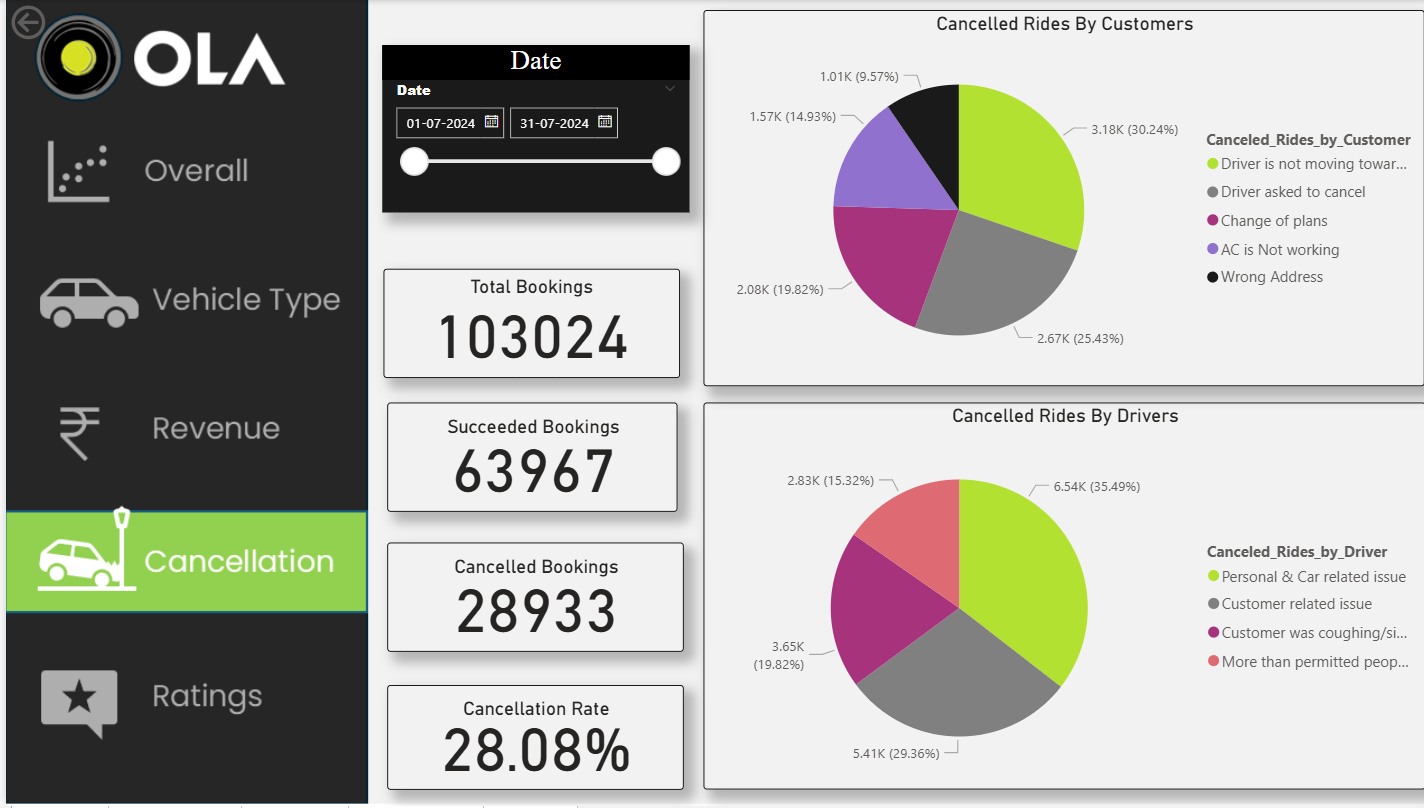 OLA
Overall
Vehicle Type
Revenue
Cancellation
Ratings
Date
Date
01-07-2024
31-07-2024
Total Bookings
103024
Succeeded Bookings
63967
Cancelled Bookings
28933
Cancellation Rate
28.08%
Cancelled Rides By Customers
1.01K (9.57%)
1.57K (14.93%)
3.18K (30.24%)
2.08K (19.82%)
2.67K (25.43%)
Canceled_Rides_by_Customer
Driver is not moving towar...
Driver asked to cancel
Change of plans
AC is Not working
Wrong Address
Cancelled Rides By Drivers
2.83K (15.32%)
6.54K (35.49%)
3.65K
(19.82%)
5.41K (29.36%)
Canceled_Rides_by_Driver
Personal & Car related issue
Customer related issue
Customer was coughing/si...
More than permitted peop...